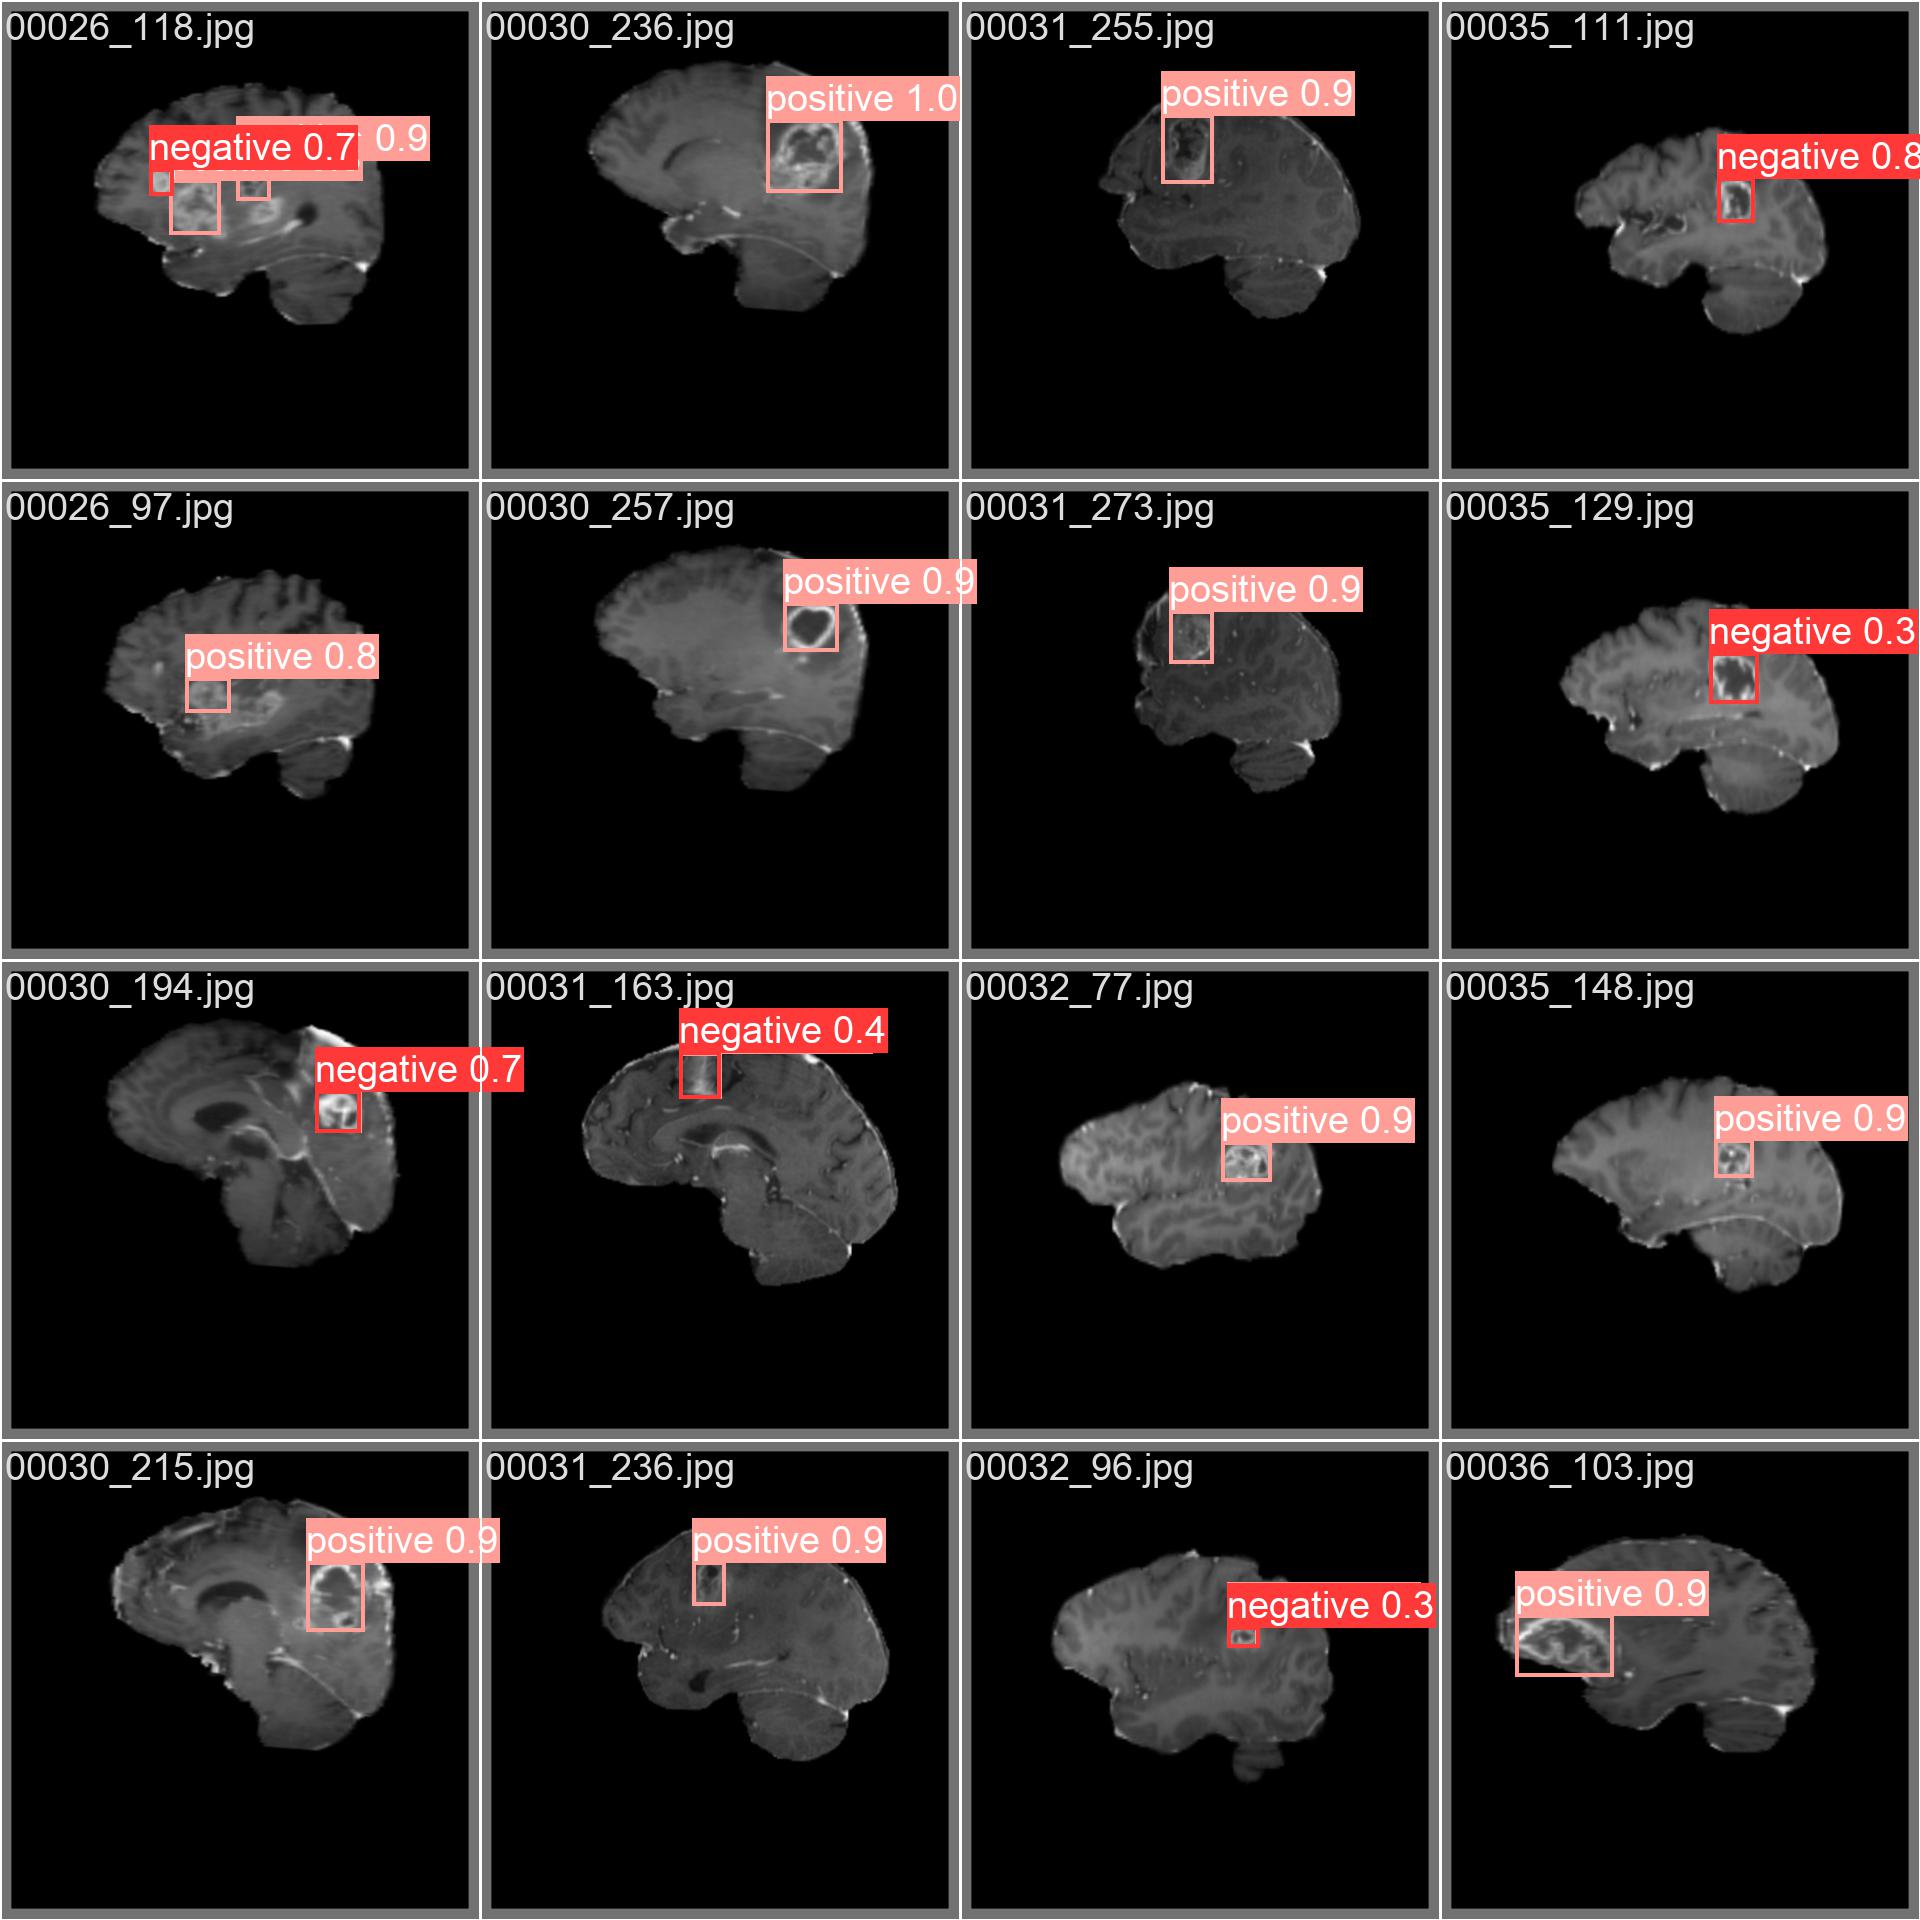 00026_118.jpg
0.9
negative 0.7
00030_236.jpg
positive 1.0
00031_255.jpg
positive 0.9
00035_111.jpg
negative 0.8
00026_97.jpg
positive 0.8
00030_257.jpg
positive 0.9
00031_273.jpg
positive 0.9
00035_129.jpg
negative 0.3
00030_194.jpg
negative 0.7
00031_163.jpg
negative 0.4
00032_77.jpg
positive 0.9
00035_148.jpg
positive 0.9
00030_215.jpg
positive 0.9
00031_236.jpg
positive 0.9
00032_96.jpg
negative 0.3
00036_103.jpg
positive 0.9